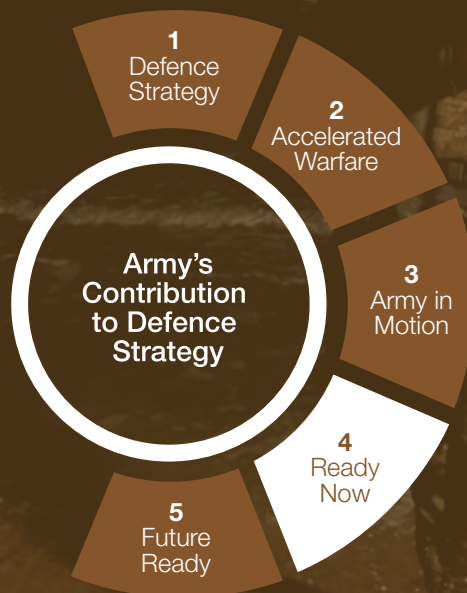 1
Defence
Strategy
2
Accelerated
Warfare
3
Army in
Motion
Army's
Contribution
to Defence
Strategy
4
Ready
Now
5
Future
Ready